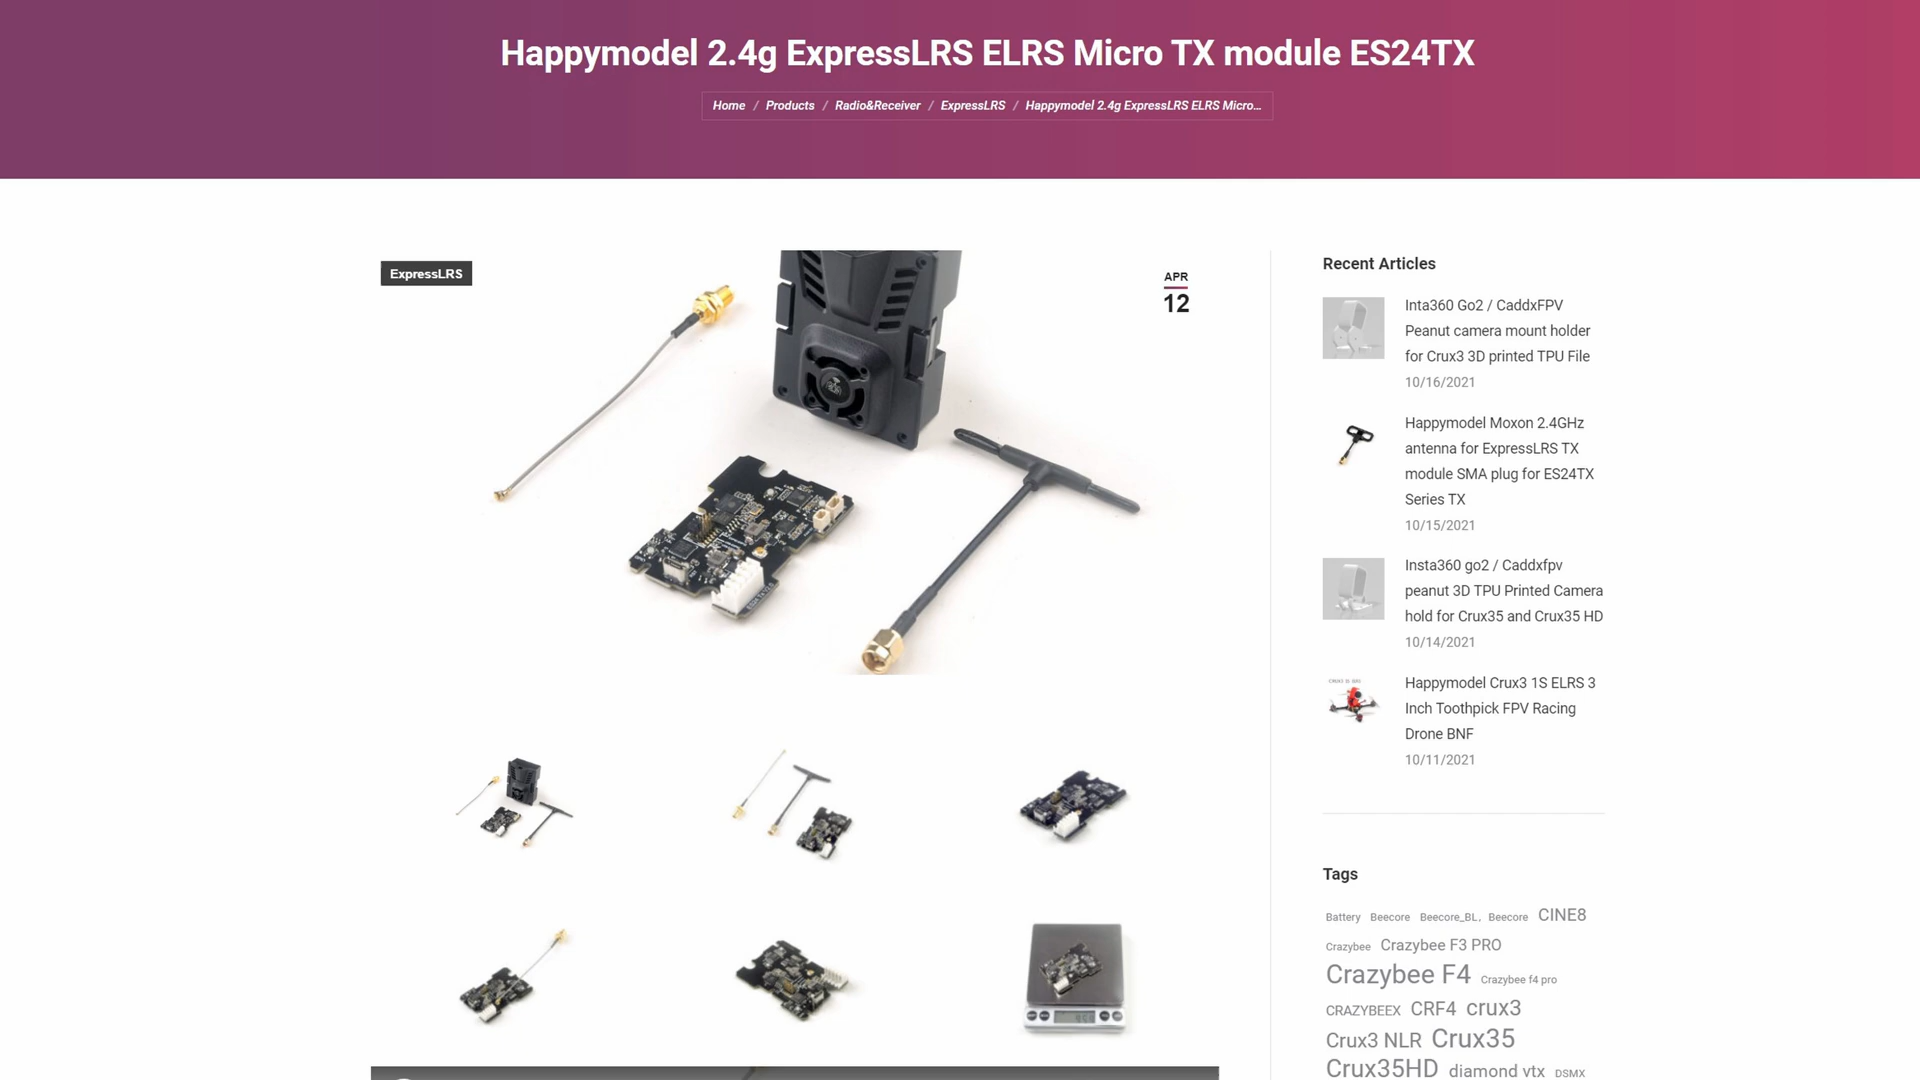 Happymodel 2.4g ExpressLRS ELRS Micro TX module ES24TX
Home / Products / Radio&Receiver / ExpressLRS / Happymodel 2.4g ExpressLRS ELRS Micro...
ExpressLRS
APR
12
Recent Articles
Inta360 Go2 / CaddxFPV
Peanut camera mount holder
for Crux3 3D printed TPU File
10/16/2021
Happymodel Moxon 2.4GHz
antenna for ExpressLRS TX
module SMA plug for ES24TX
Series TX
10/15/2021
Insta360 go2 / Caddxfpv
peanut 3D TPU Printed Camera
hold for Crux35 and Crux35 HD
10/14/2021
Happymodel Crux3 1S ELRS 3
Inch Toothpick FPV Racing
Drone BNF
10/11/2021
Tags
Battery Beecore Beecore_BL, Beecore CINE8
Crazybee Crazybee F3 PRO
Crazybee F4 Crazybee f4 pro
CRAZYBEEX CRF4 crux3
Crux3 NLR Crux35
Crux35HD diamond vtx DSMX